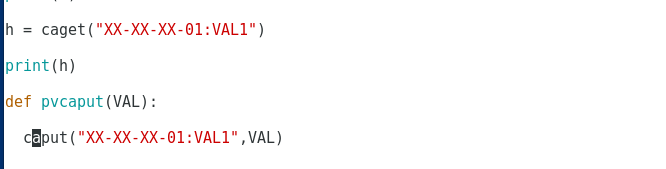 h = caget("XX-XX-XX-01:VAL1")
print(h)
def pvcaput(VAL):
  caput("XX-XX-XX-01:VAL1",VAL)